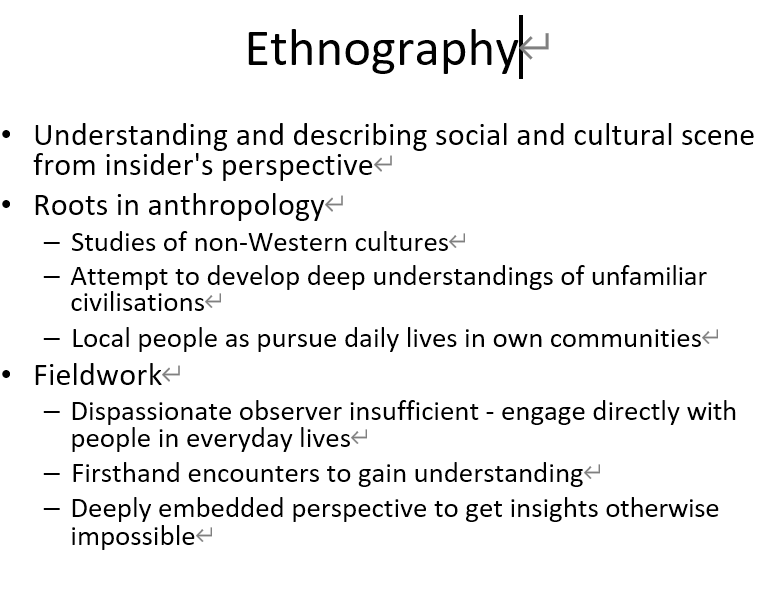 Ethnography↵
• Understanding and describing social and cultural scene
from insider's perspective↵
• Roots in anthropology↵
– Studies of non-Western cultures↵
– Attempt to develop deep understandings of unfamiliar
civilisations↵
– Local people as pursue daily lives in own communities↵
• Fieldwork↵
– Dispassionate observer insufficient - engage directly with
people in everyday lives↵
– Firsthand encounters to gain understanding↵
– Deeply embedded perspective to get insights otherwise
impossible↵